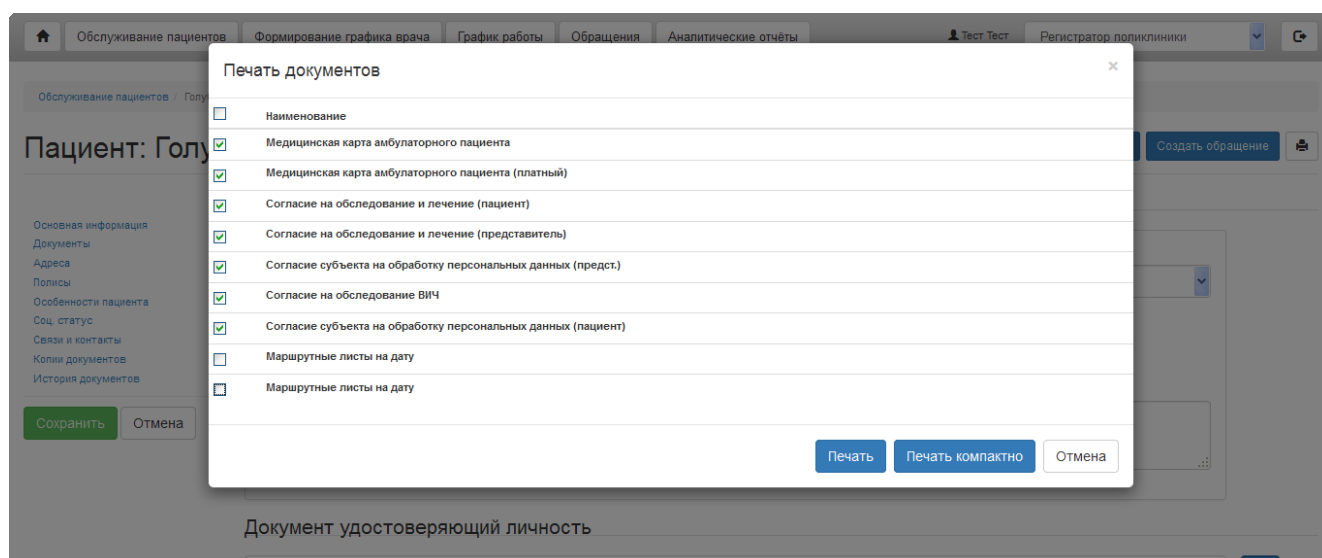 Обслуживание пациентов Формирование графика врача График работы Обращения Аналитические отчёты Тест Тест Регистратор поликлиники
Печать документов ×
Обслуживание пациентов /
Наименование
Пациент: Медицинская карта амбулаторного пациента Создать обращение
Медицинская карта амбулаторного пациента (платный)
Согласие на обследование и лечение (пациент)
Основная информация
Согласие на обследование и лечение (представитель)
Документы
Адреса
Согласие субъекта на обработку персональных данных (предст.)
Полисы
Особенности пациента
Согласие на обследование ВИЧ
Соц. статус
Согласие субъекта на обработку персональных данных (пациент)
Связи и контакты
Копии документов
Маршрутные листы на дату
История документов
Маршрутные листы на дату
Сохранить Отмена
Печать Печать компактно Отмена
Документ удостоверяющий личность